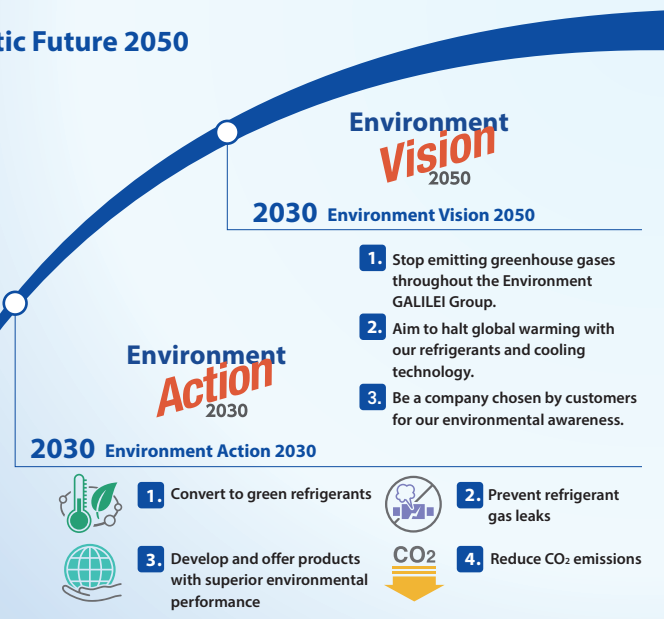 tic Future 2050
Environment
Vision
2050
2030 Environment Vision 2050
1. Stop emitting greenhouse gases
throughout the Environment
GALILEI Group.
2. Aim to halt global warming with
our refrigerants and cooling
technology.
3. Be a company chosen by customers
for our environmental awareness.
Environment
Action
2030
2030 Environment Action 2030
1. Convert to green refrigerants
2. Prevent refrigerant
gas leaks
3. Develop and offer products
with superior environmental
performance
CO2
4. Reduce CO2 emissions